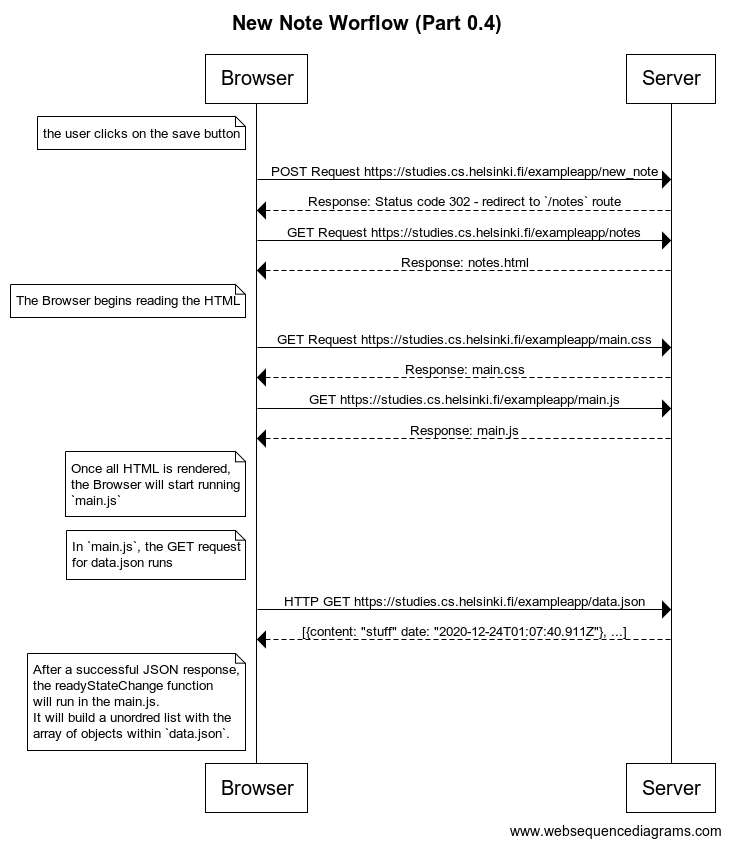 New Note Worflow (Part 0.4)
Browser
Server
the user clicks on the save button
POST Request https://studies.cs.helsinki.fi/exampleapp/new_note
Response: Status code 302 - redirect to `/notes` route
GET Request https://studies.cs.helsinki.fi/exampleapp/notes
Response: notes.html
The Browser begins reading the HTML
GET Request https://studies.cs.helsinki.fi/exampleapp/main.css
Response: main.css
GET https://studies.cs.helsinki.fi/exampleapp/main.js
Response: main.js
Once all HTML is rendered,
the Browser will start running
`main.js`
In `main.js`, the GET request
for data.json runs
HTTP GET https://studies.cs.helsinki.fi/exampleapp/data.json
[{content: "stuff" date: "2020-12-24T01:07:40.911Z"}, ...]
After a successful JSON response,
the readyStateChange function
will run in the main.js.
It will build a unordred list with the
array of objects within `data.json`.
Browser
Server
www.websequencediagrams.com